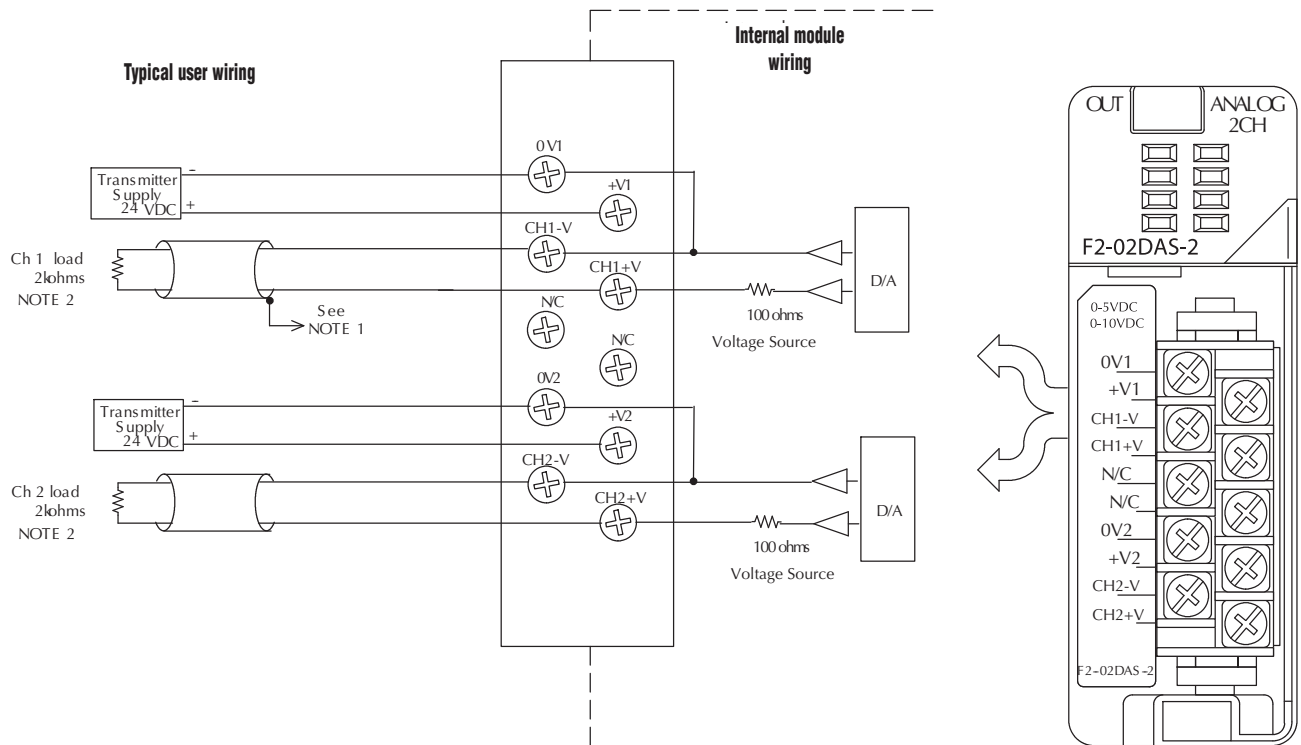 Typical user wiring
Internal module
wiring
0V1
+V1
CH1-V
CH1+V
N/C
N/C
0V2
+V2
CH2-V
CH2+V
Transmitter
Supply
24 VDC
-
+
Ch 1 load
2kohms
NOTE 2
See
NOTE 1
100 ohms
Voltage Source
D/A
Transmitter
Supply
24 VDC
-
+
Ch 2 load
2kohms
NOTE 2
100 ohms
Voltage Source
D/A
OUT
ANALOG
2CH
F2-02DAS-2
0-5VDC
0-10VDC
0V1
+V1
CH1-V
CH1+V
N/C
N/C
0V2
+V2
CH2-V
CH2+V
F2-02DAS-2